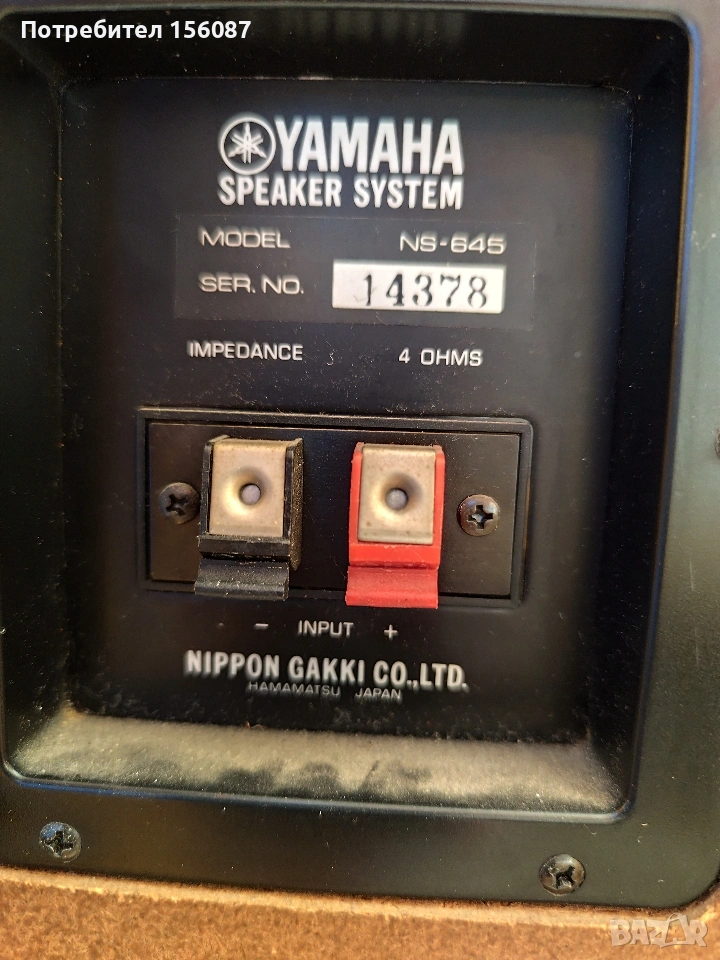 Потребител 156087
YAMAHA
SPEAKER SYSTEM
MODEL NS-645
SER. NO. 14378
IMPEDANCE 4 OHMS
- INPUT +
NIPPON GAKKI CO.,LTD.
HAMAMATSU JAPAN
BAZAR